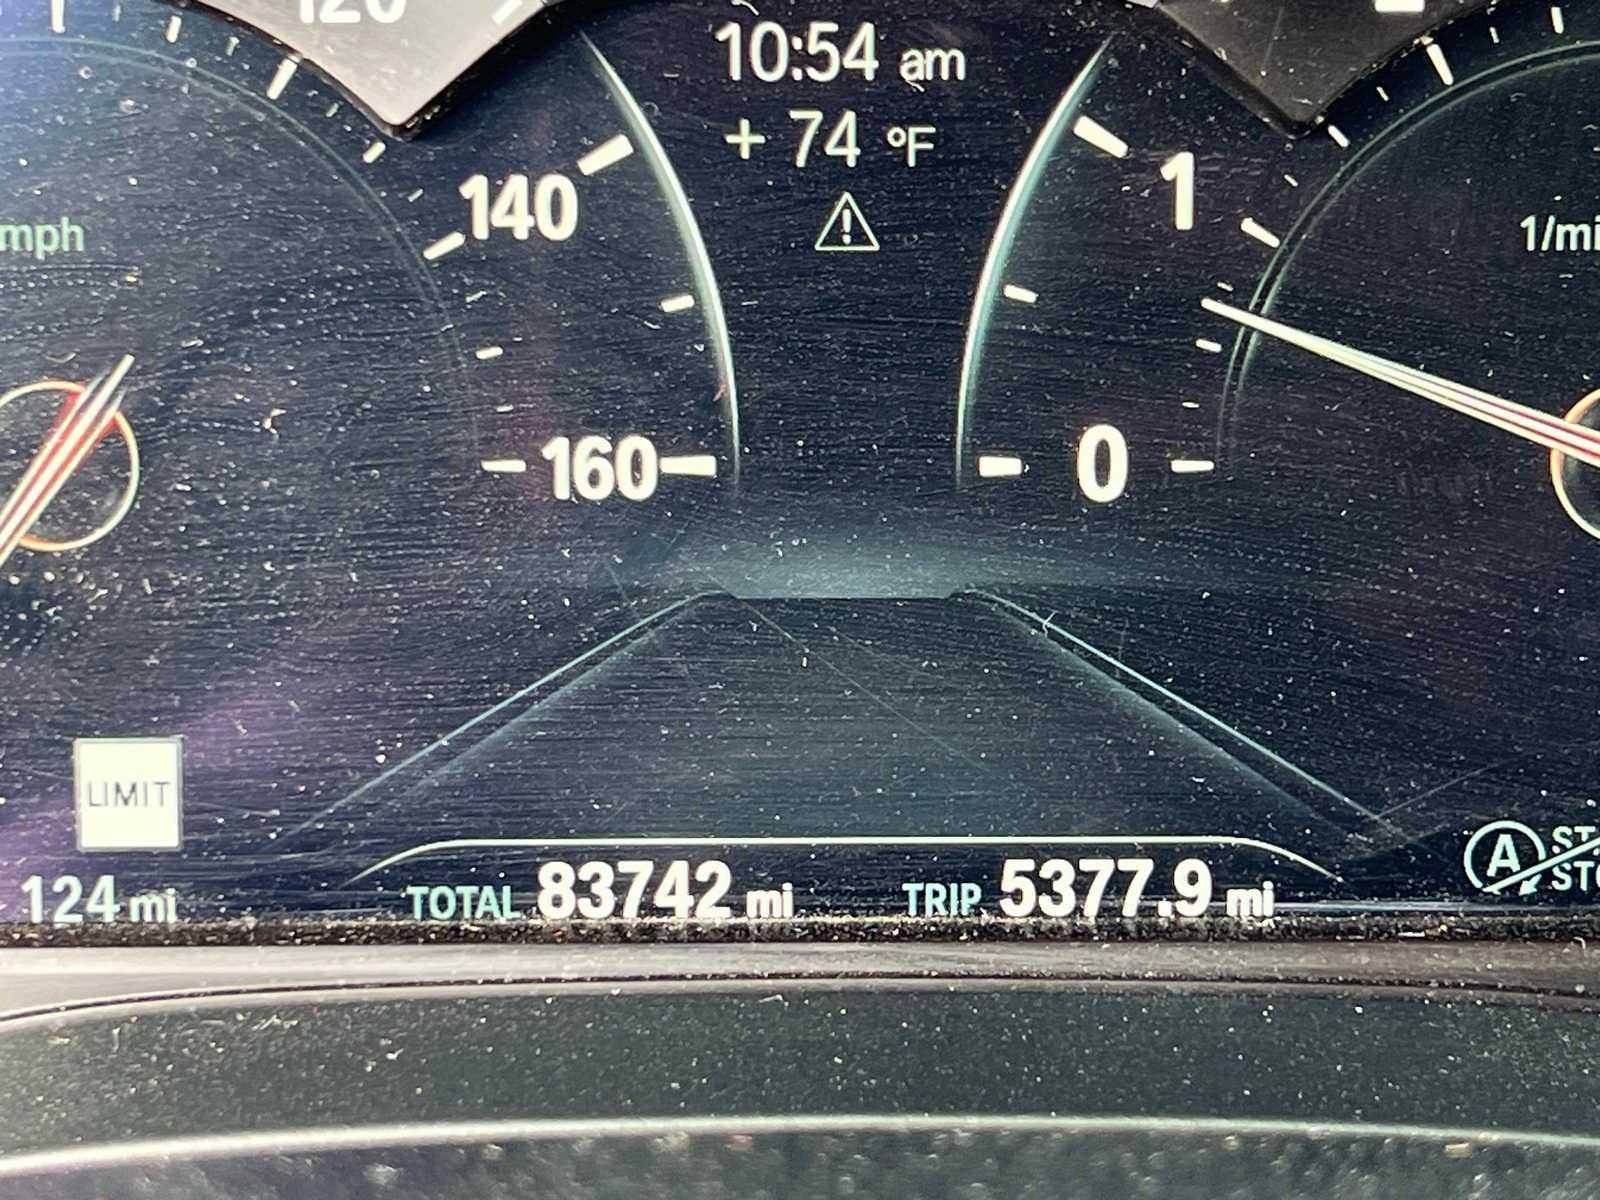 120
10:54 am
+ 74 °F
140
1
mph
160
0
LIMIT
124 mi
TOTAL 83742 mi
TRIP 5377.9 mi
A